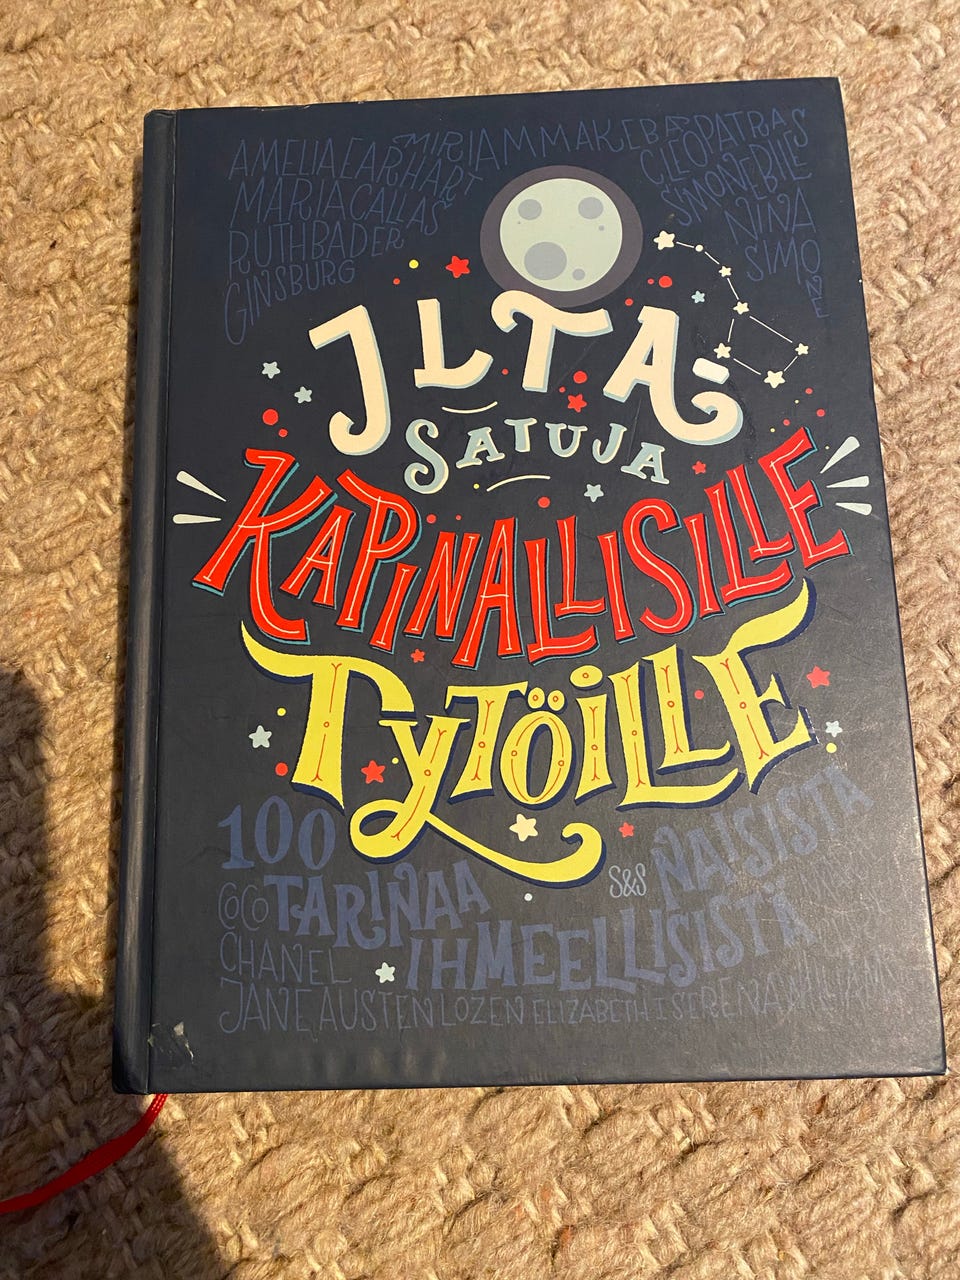 AMELIA EARHART
MIRIAM MAKEBA
CLEOPATRA
MARIA CALLAS
SIMONE BILES
RUTH BADER
GINSBURG
NINA
SIMONE
ILTA-
SATUJA
KAPINALLISILLE
TYTÖILLE
100
TARINAA
IHMEELLISISTÄ
NAISISTA
S&S
COCO
CHANEL
JANE AUSTEN LOZEN ELIZABETH I SERENA WILLIAMS